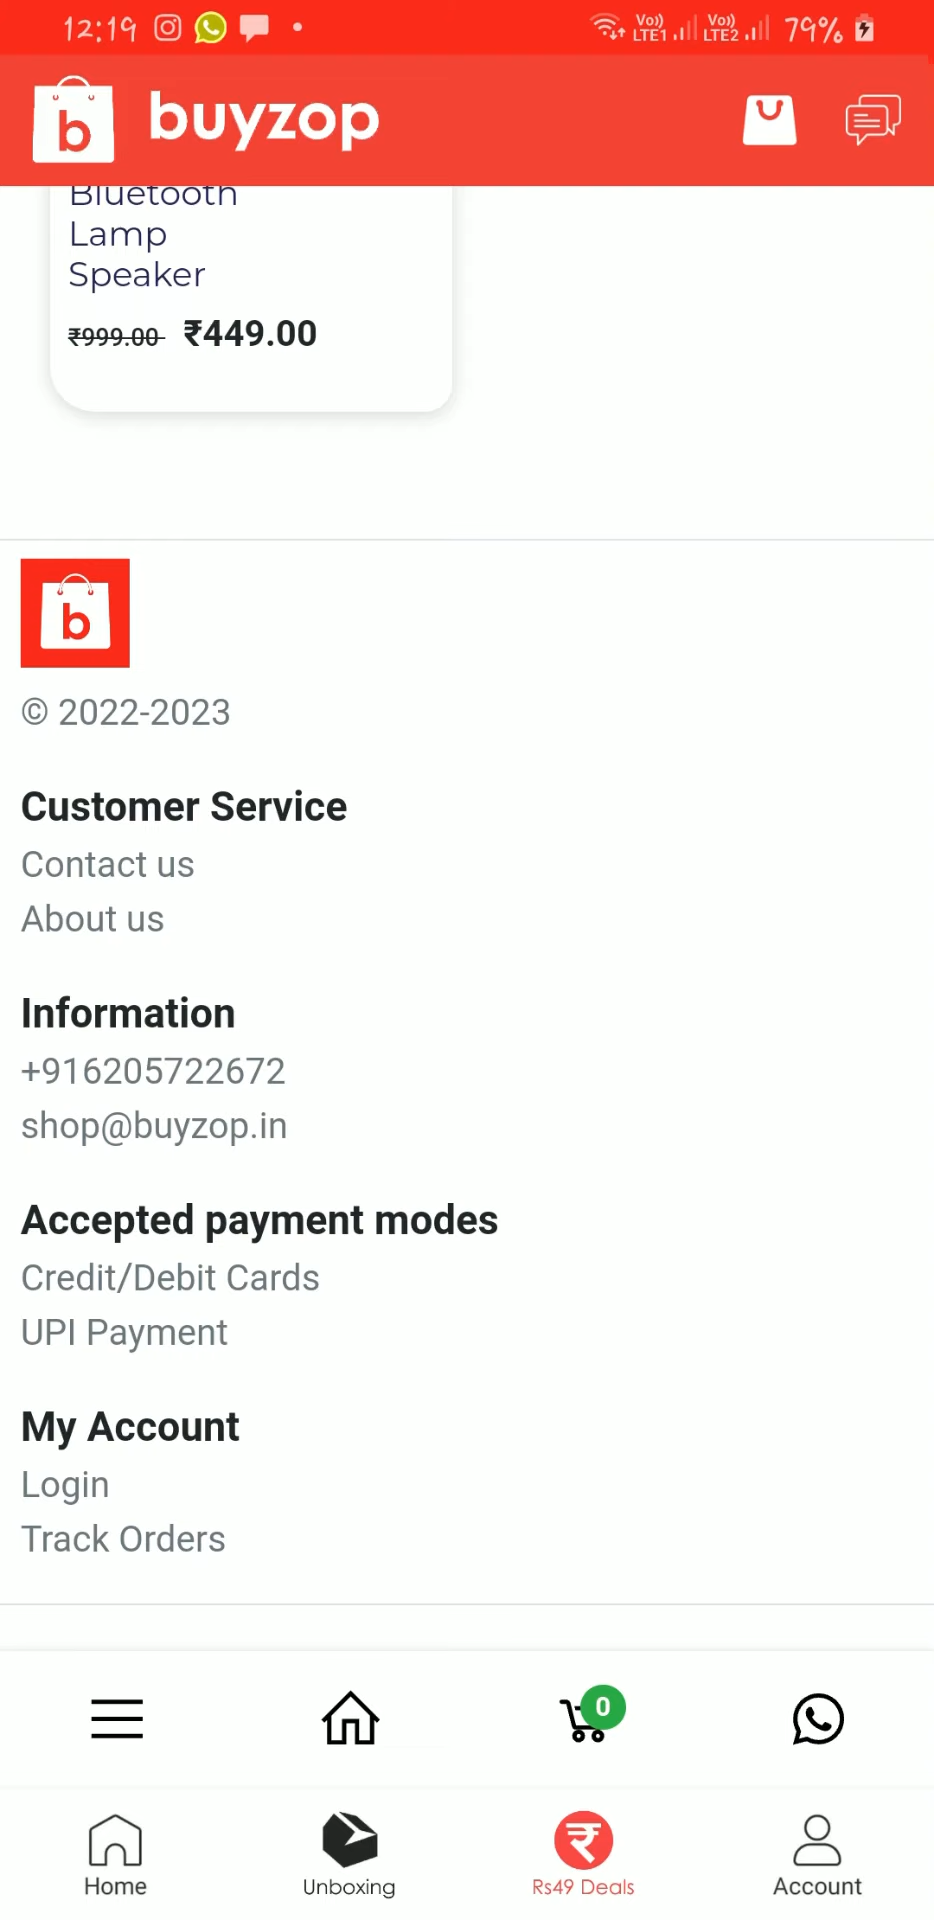 12:19
Vo)) LTE1 Vo)) LTE2 79%
b buyzop
Bluetooth
Lamp
Speaker
₹999.00 ₹449.00
b
© 2022-2023
Customer Service
Contact us
About us
Information
+916205722672
shop@buyzop.in
Accepted payment modes
Credit/Debit Cards
UPI Payment
My Account
Login
Track Orders
0
₹
Home Unboxing Rs49 Deals Account